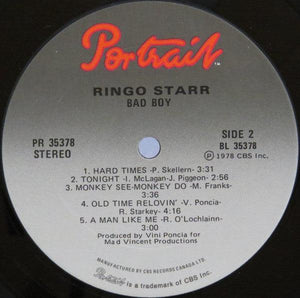 Portrait
RINGO STARR
BAD BOY
PR 35378
STEREO
SIDE 2
BL 35378
℗ 1978 CBS Inc.
1. HARD TIMES -P. Skellern- 3:31
2. TONIGHT -I. McLagan-J. Pigeon- 2:56
3. MONKEY SEE-MONKEY DO -M. Franks-
3:36
4. OLD TIME RELOVIN' -V. Poncia-
R. Starkey- 4:16
5. A MAN LIKE ME -R. O'Lochlainn-
3:00
Produced by Vini Poncia for
Mad Vincent Productions
MANUFACTURED BY CBS RECORDS CANADA LTD.
Portrait is a trademark of CBS Inc.